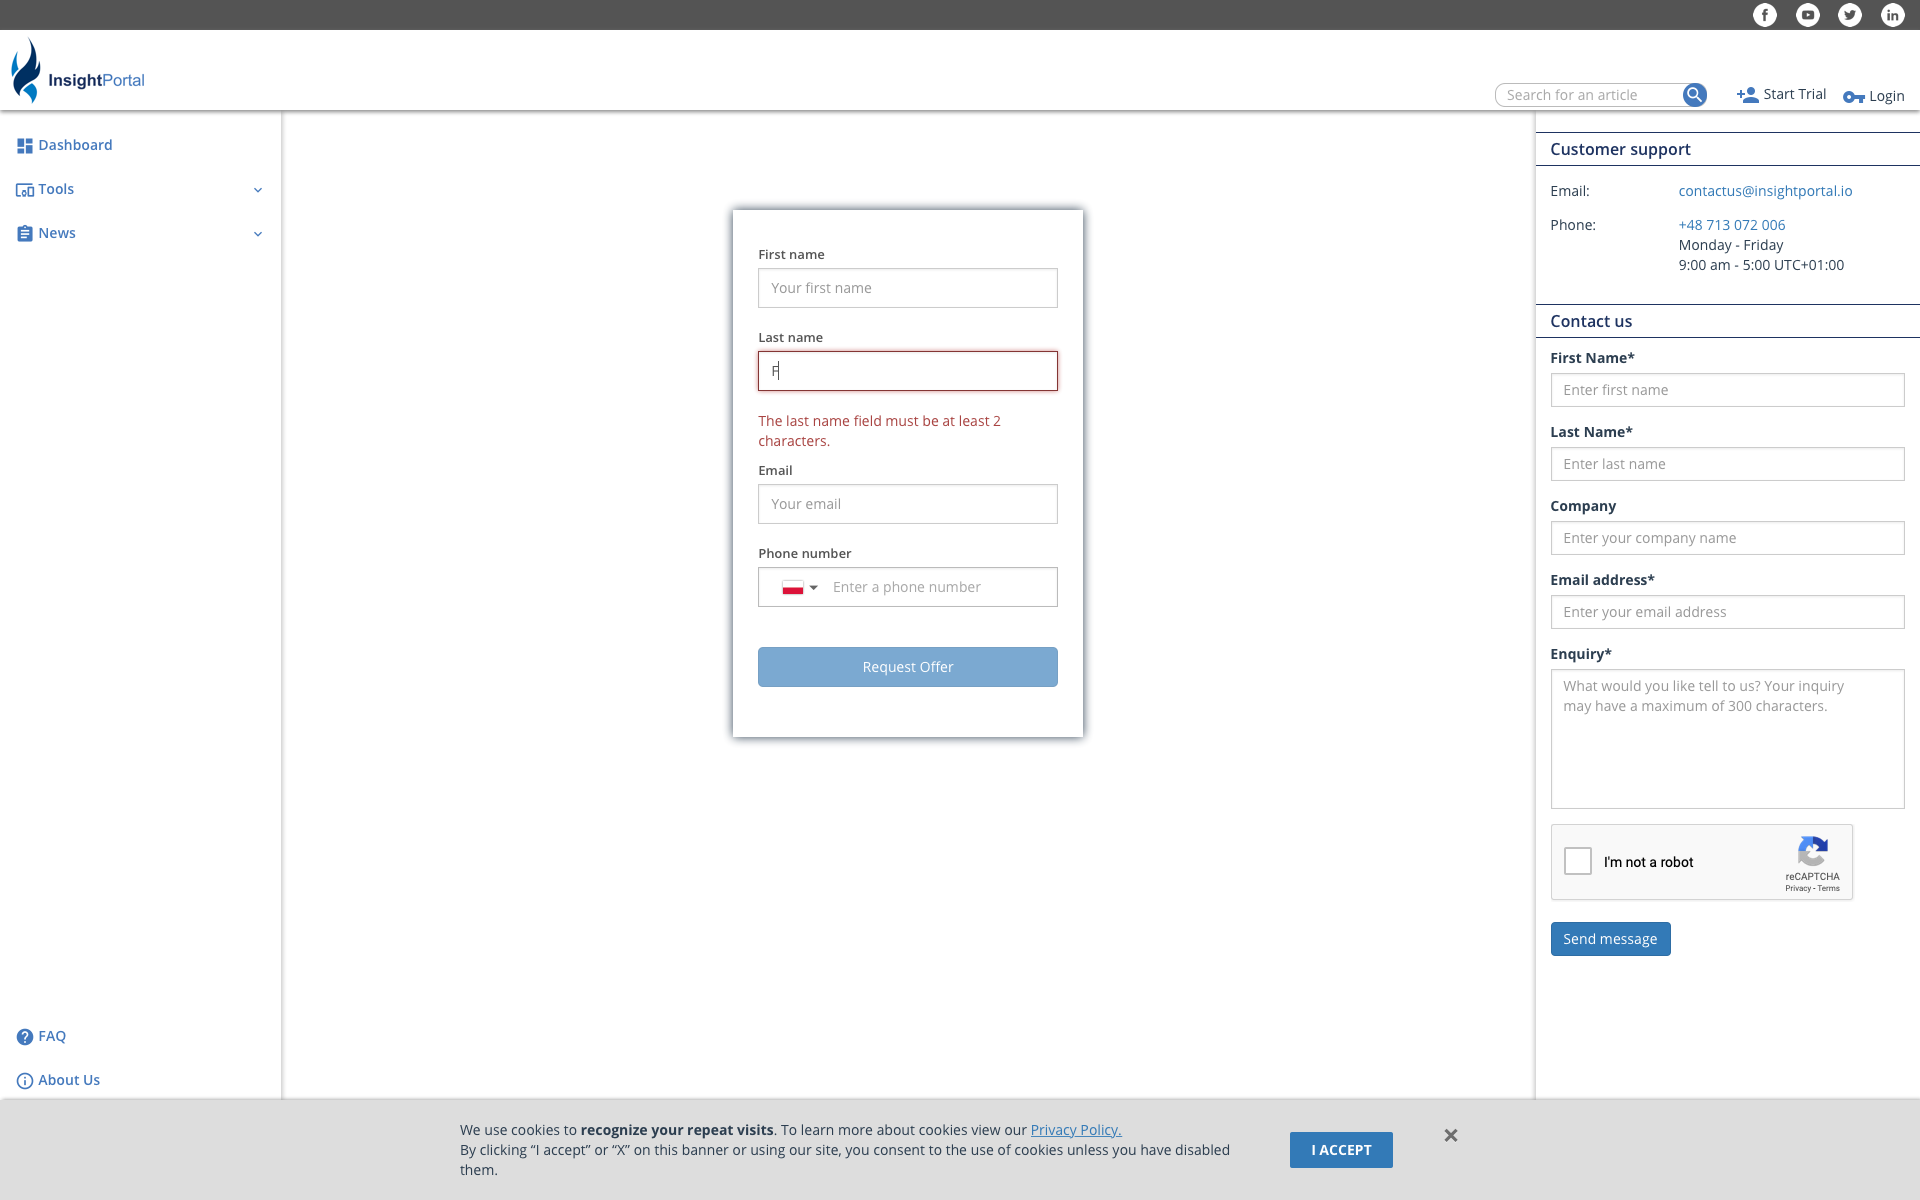 InsightPortal
Search for an article
Start Trial
Login
Dashboard
Tools
News
FAQ
About Us
First name
Your first name
Last name
F
The last name field must be at least 2
characters.
Email
Your email
Phone number
Enter a phone number
Request Offer
Customer support
Email:
contactus@insightportal.io
Phone:
+48 713 072 006
Monday - Friday
9:00 am - 5:00 UTC+01:00
Contact us
First Name*
Enter first name
Last Name*
Enter last name
Company
Enter your company name
Email address*
Enter your email address
Enquiry*
What would you like tell to us? Your inquiry
may have a maximum of 300 characters.
I'm not a robot
reCAPTCHA
Privacy - Terms
Send message
We use cookies to recognize your repeat visits. To learn more about cookies view our Privacy Policy.
By clicking “I accept” or “X” on this banner or using our site, you consent to the use of cookies unless you have disabled
them.
I ACCEPT